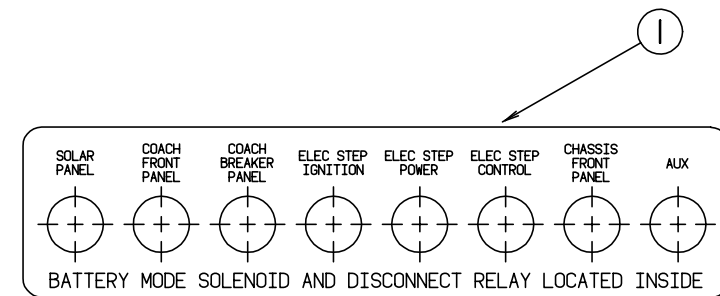 1
SOLAR
PANEL
COACH
FRONT
PANEL
COACH
BREAKER
PANEL
ELEC STEP
IGNITION
ELEC STEP
POWER
ELEC STEP
CONTROL
CHASSIS
FRONT
PANEL
AUX
BATTERY MODE SOLENOID AND DISCONNECT RELAY LOCATED INSIDE